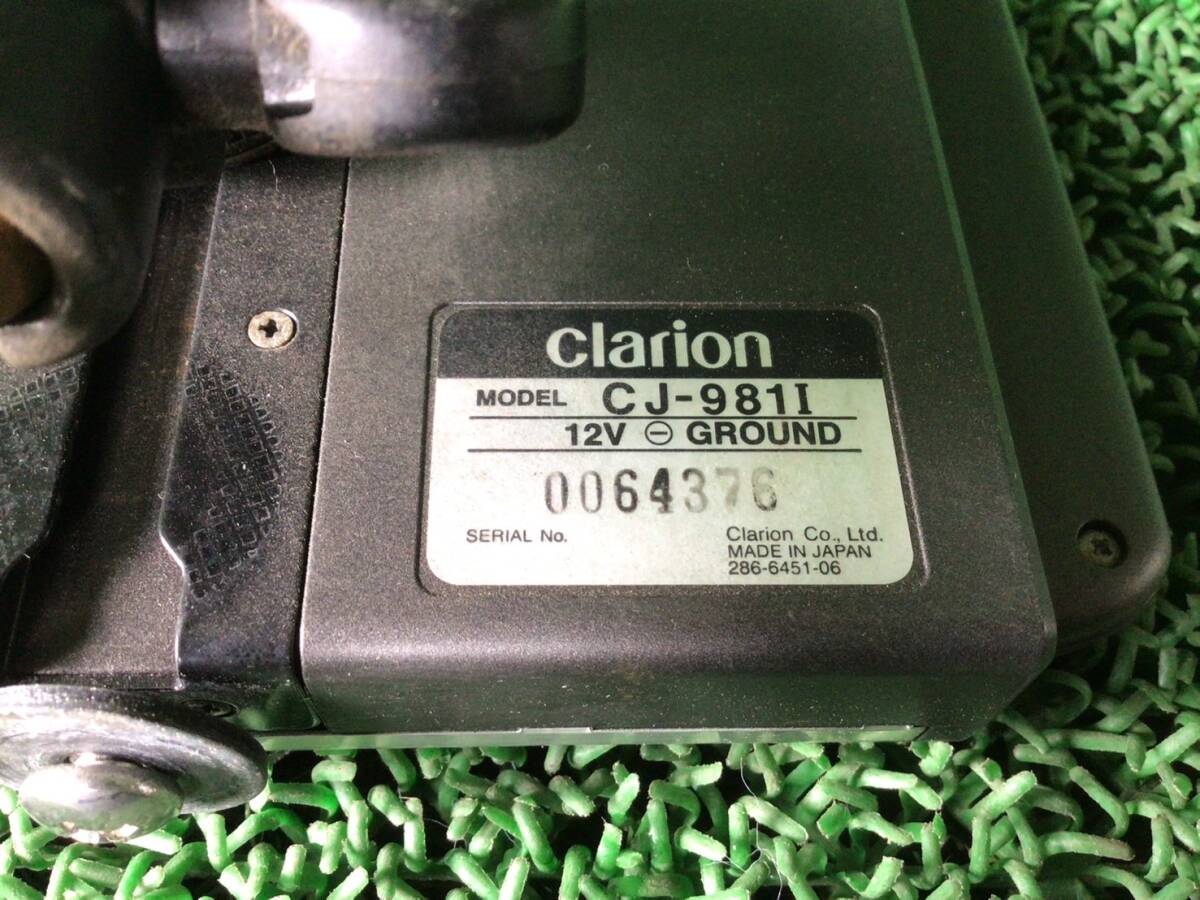 clarion
MODEL CJ-981I
12V ⊖ GROUND
0064376
SERIAL No.
Clarion Co., Ltd.
MADE IN JAPAN
286-6451-06